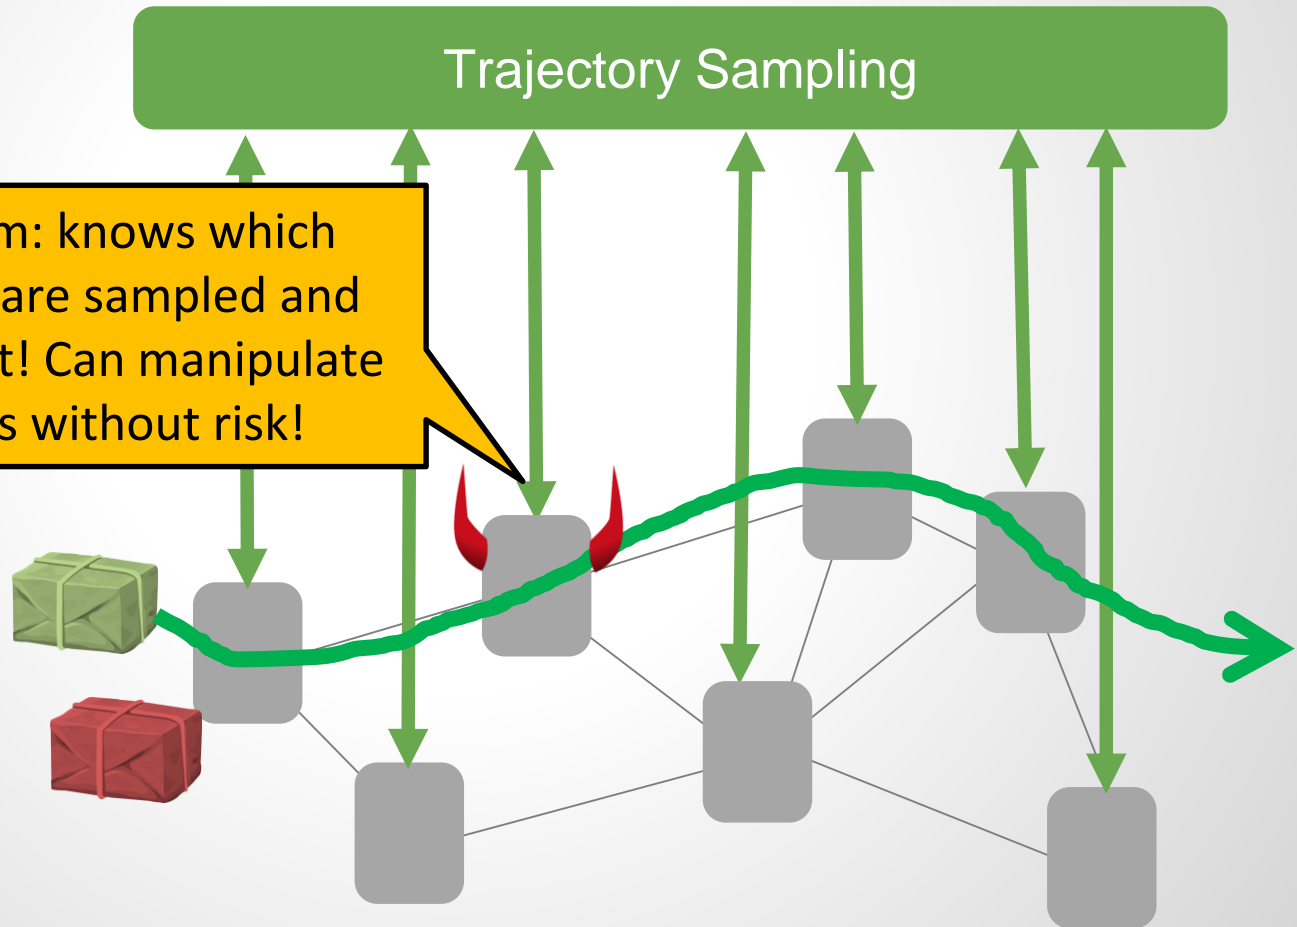 Trajectory Sampling
m: knows which
are sampled and
t! Can manipulate
s without risk!